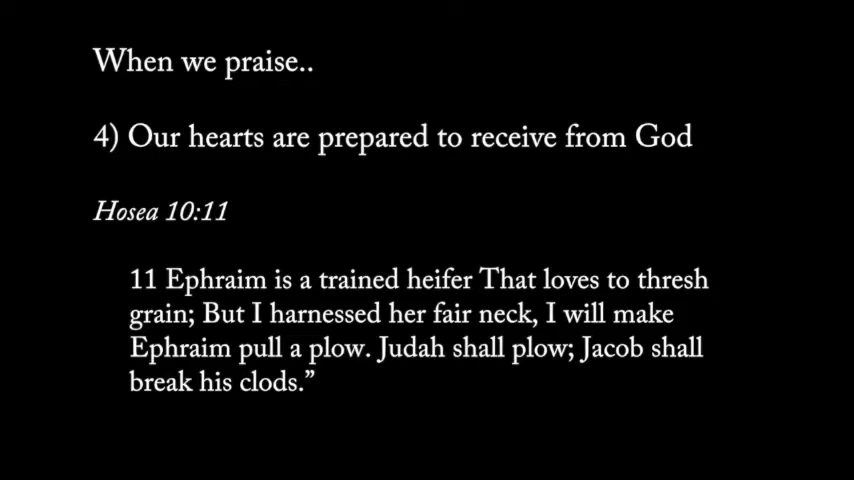 When we praise..
4) Our hearts are prepared to receive from God
Hosea 10:11
11 Ephraim is a trained heifer That loves to thresh
grain; But I harnessed her fair neck, I will make
Ephraim pull a plow. Judah shall plow; Jacob shall
break his clods.”